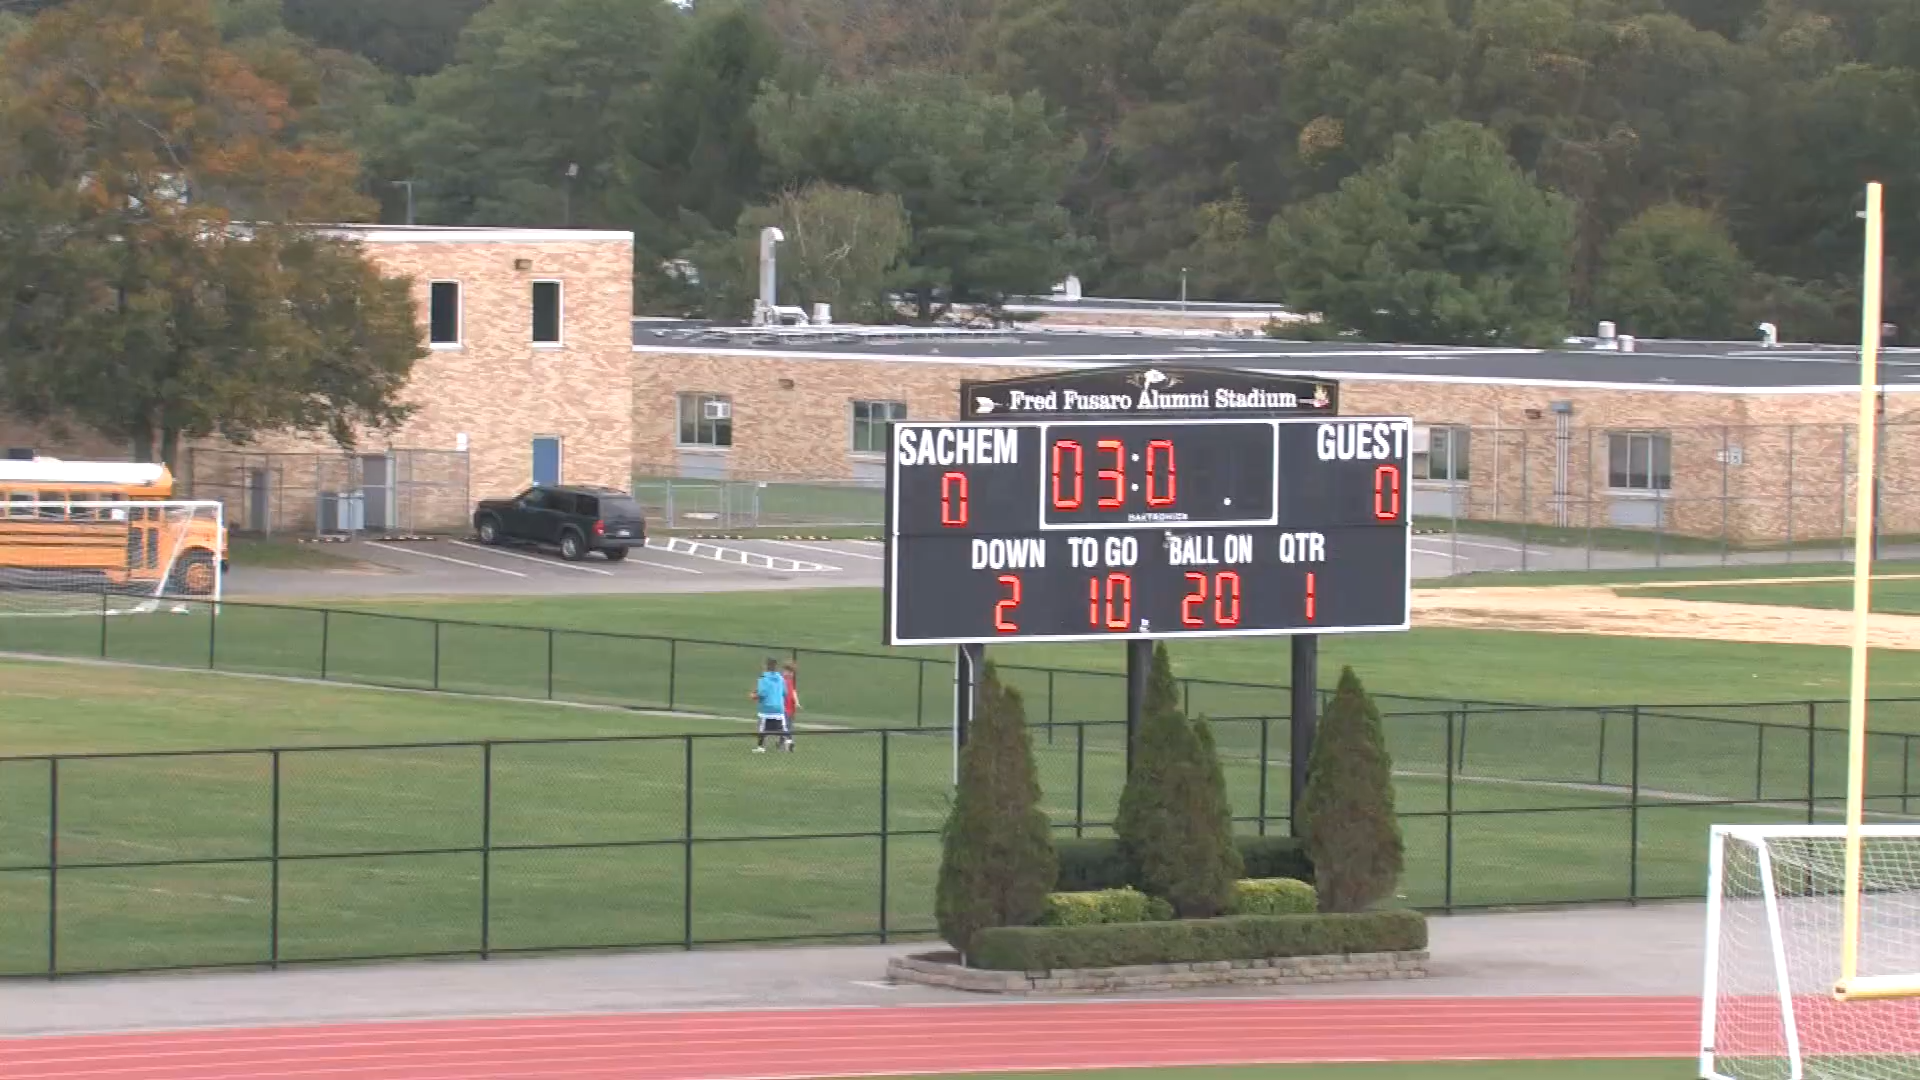 Fred Fusaro Alumni Stadium
SACHEM 03:0 . GUEST
0 0
DAKTRONICS
DOWN TO GO BALL ON QTR
2 10 20 1